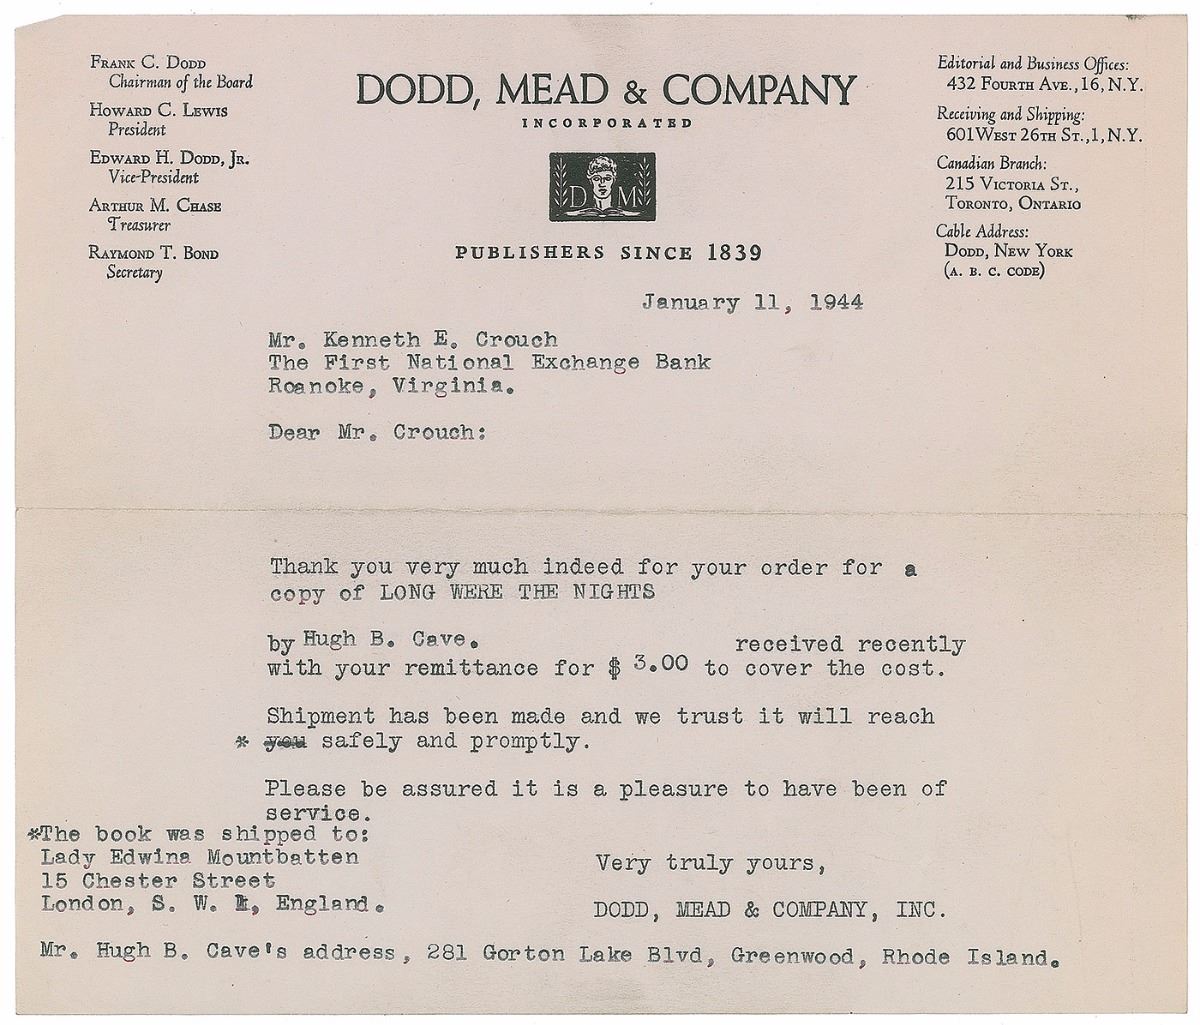 FRANK C. DODD
Chairman of the Board
HOWARD C. LEWIS
President
EDWARD H. DODD, JR.
Vice-President
ARTHUR M. CHASE
Treasurer
RAYMOND T. BOND
Secretary
DODD, MEAD & COMPANY
INCORPORATED
D M
PUBLISHERS SINCE 1839
Editorial and Business Offices:
432 FOURTH AVE., 16, N.Y.
Receiving and Shipping:
601 WEST 26TH ST., 1, N.Y.
Canadian Branch:
215 VICTORIA ST.,
TORONTO, ONTARIO
Cable Address:
DODD, NEW YORK
(A. B. C. CODE)
January 11, 1944
Mr. Kenneth E. Crouch
The First National Exchange Bank
Roanoke, Virginia.
Dear Mr. Crouch:
Thank you very much indeed for your order for a
copy of LONG WERE THE NIGHTS
by Hugh B. Cave. received recently
with your remittance for $ 3.00 to cover the cost.
Shipment has been made and we trust it will reach
* you safely and promptly.
Please be assured it is a pleasure to have been of
service.
*The book was shipped to:
Lady Edwina Mountbatten
15 Chester Street
London, S. W. 1, England.
Very truly yours,
DODD, MEAD & COMPANY, INC.
Mr. Hugh B. Cave's address, 281 Gorton Lake Blvd, Greenwood, Rhode Island.